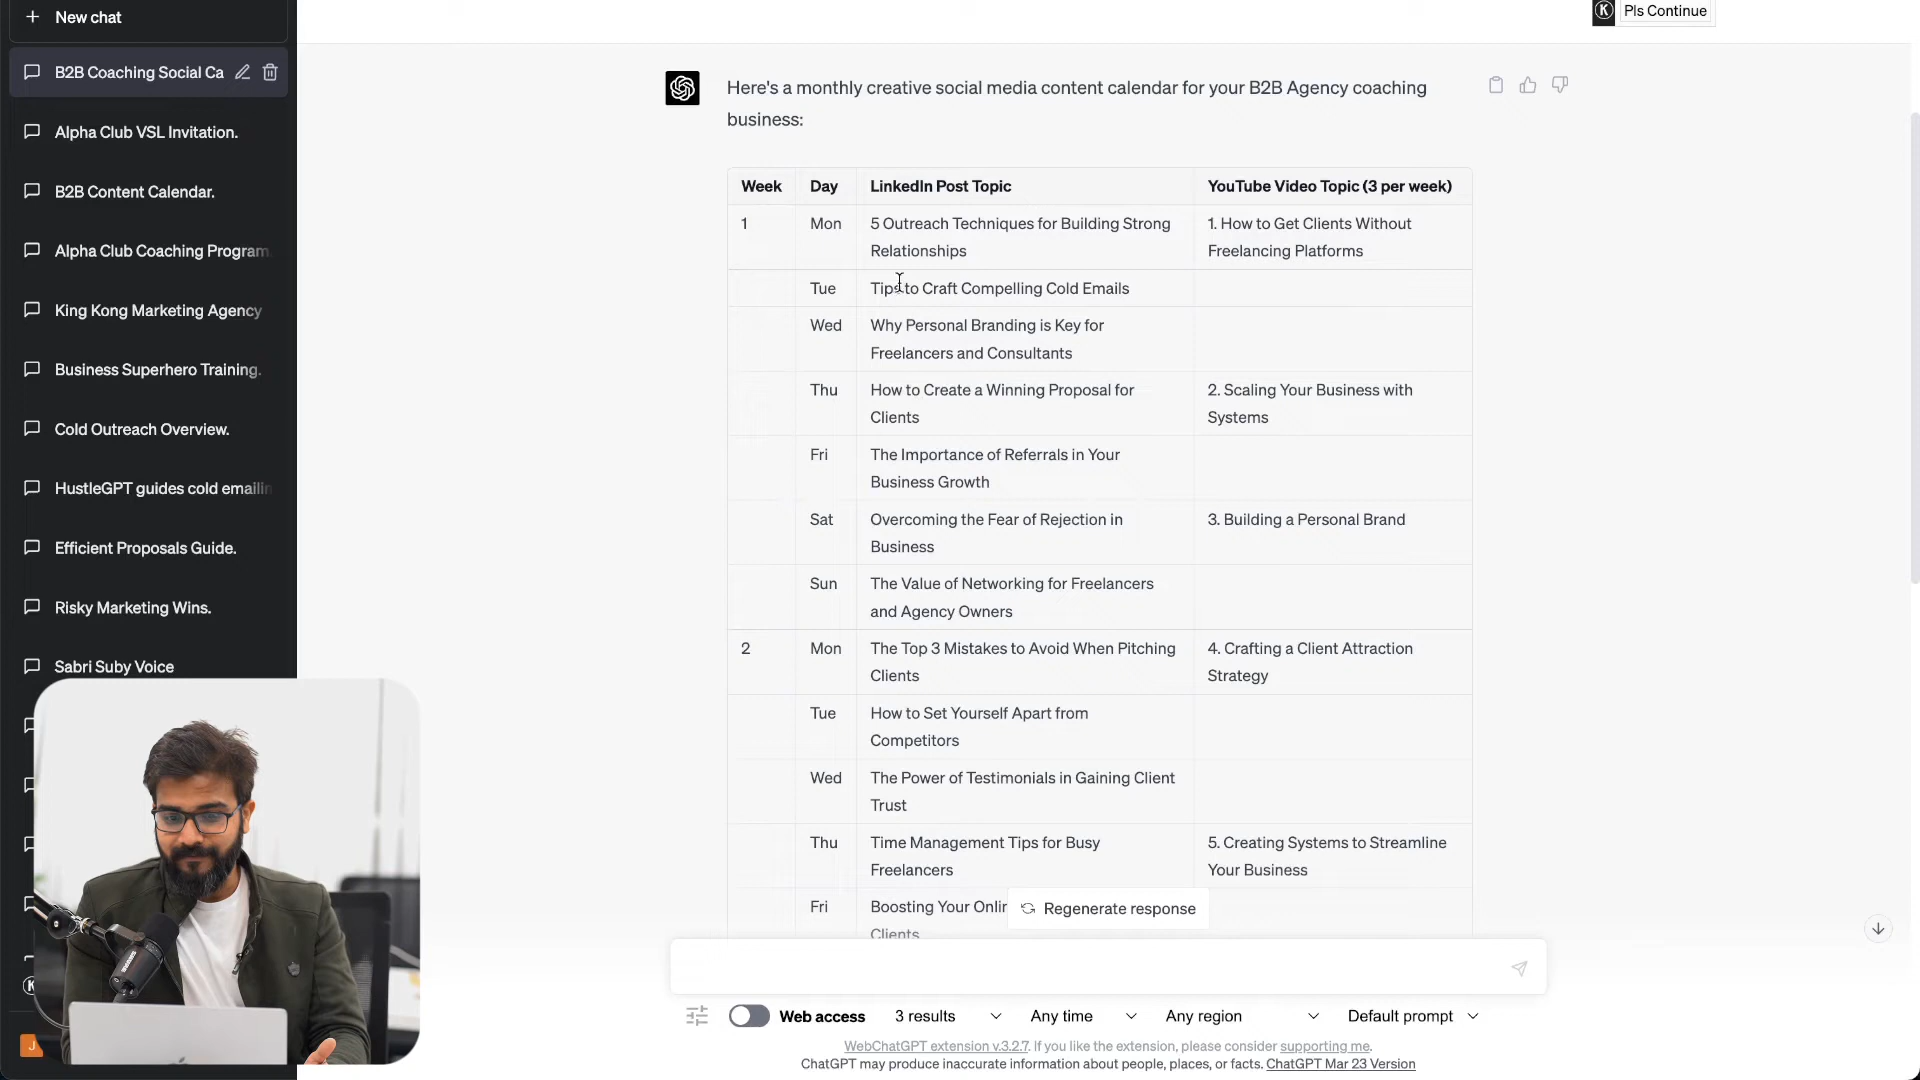 New chat
B2B Coaching Social Ca
Alpha Club VSL Invitation.
B2B Content Calendar.
Alpha Club Coaching Program
King Kong Marketing Agency
Business Superhero Training.
Cold Outreach Overview.
HustleGPT guides cold emailin
Efficient Proposals Guide.
Risky Marketing Wins.
Sabri Suby Voice
K
J
K Pls Continue
Here's a monthly creative social media content calendar for your B2B Agency coaching
business:
Week Day LinkedIn Post Topic YouTube Video Topic (3 per week)
1 Mon 5 Outreach Techniques for Building Strong 1. How to Get Clients Without
Relationships Freelancing Platforms
Tue Tips to Craft Compelling Cold Emails
Wed Why Personal Branding is Key for
Freelancers and Consultants
Thu How to Create a Winning Proposal for 2. Scaling Your Business with
Clients Systems
Fri The Importance of Referrals in Your
Business Growth
Sat Overcoming the Fear of Rejection in 3. Building a Personal Brand
Business
Sun The Value of Networking for Freelancers
and Agency Owners
2 Mon The Top 3 Mistakes to Avoid When Pitching 4. Crafting a Client Attraction
Clients Strategy
Tue How to Set Yourself Apart from
Competitors
Wed The Power of Testimonials in Gaining Client
Trust
Thu Time Management Tips for Busy 5. Creating Systems to Streamline
Freelancers Your Business
Fri Boosting Your Onlin
Clients
Regenerate response
Web access 3 results Any time Any region Default prompt
WebChatGPT extension v.3.2.7. If you like the extension, please consider supporting me.
ChatGPT may produce inaccurate information about people, places, or facts. ChatGPT Mar 23 Version